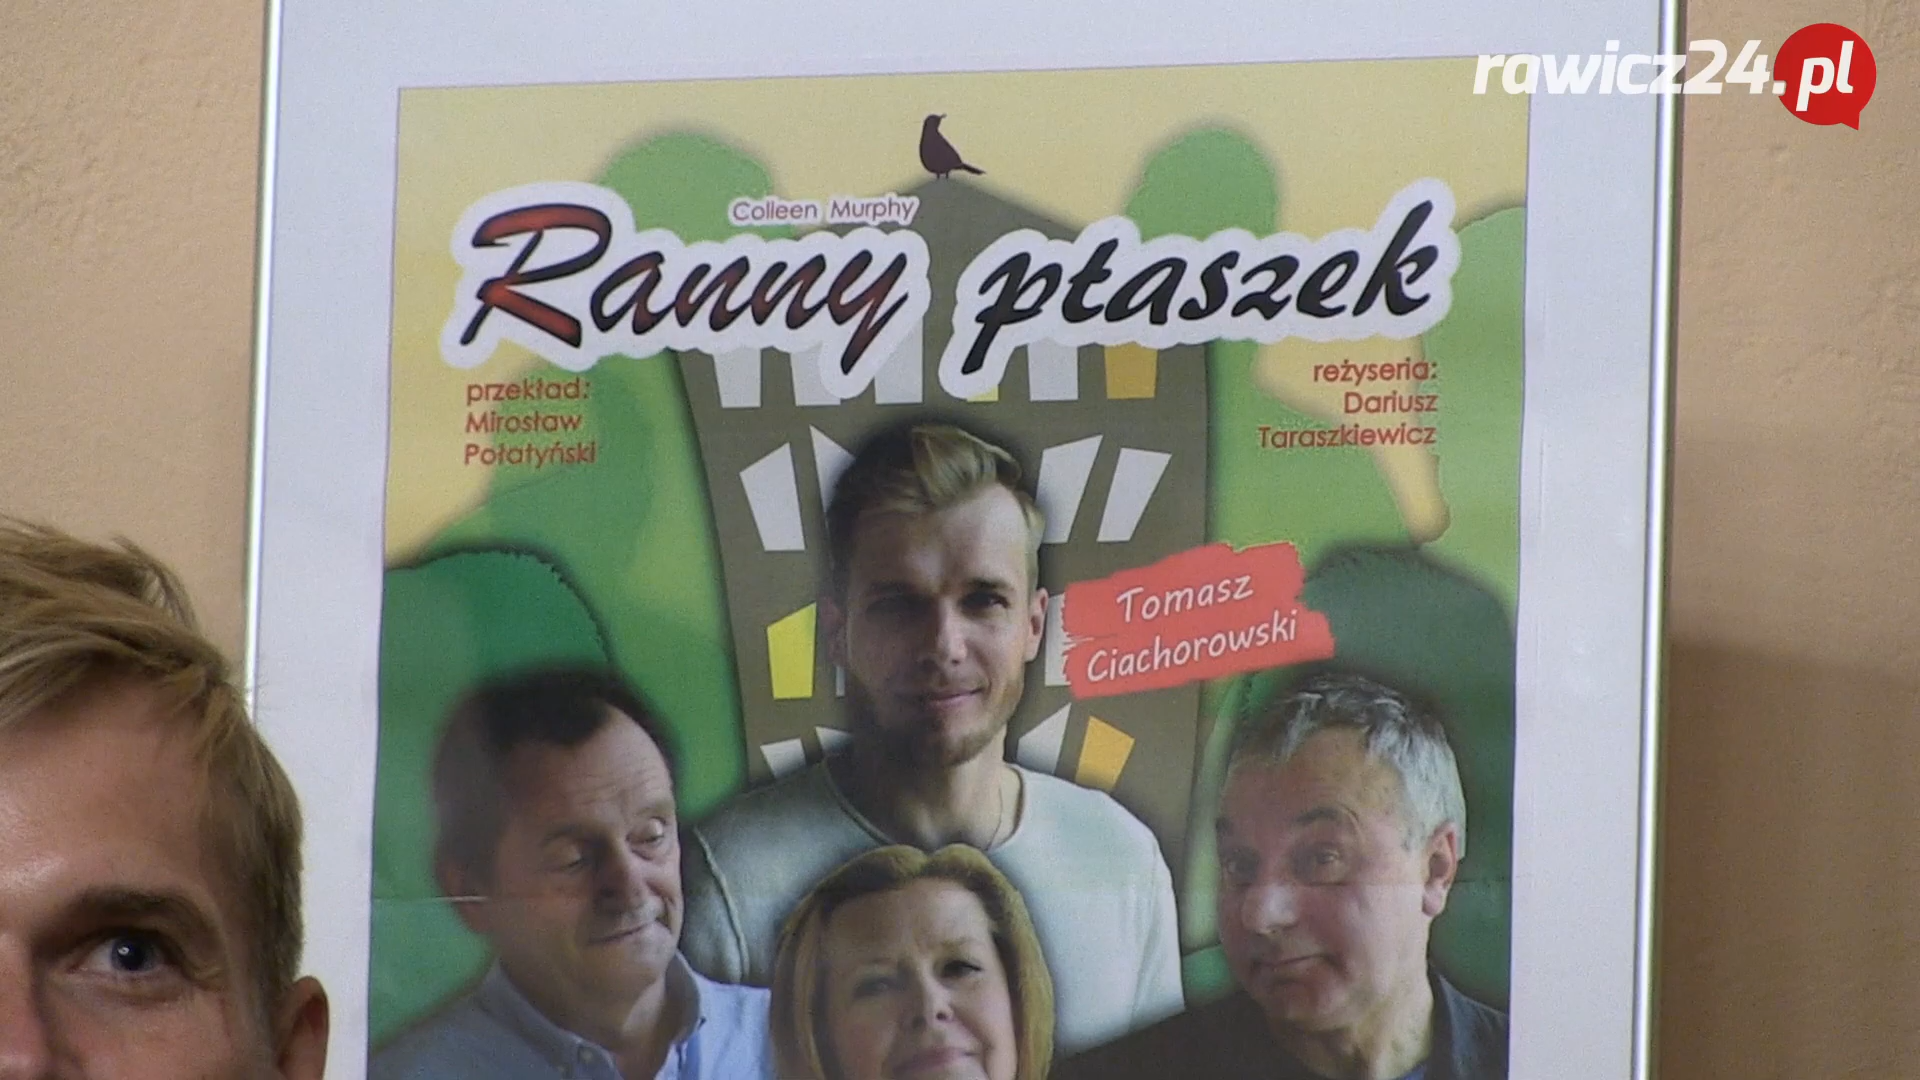 rawicz24.pl
Colleen Murphy
Ranny ptaszek
przekład:
Mirosław
Połatyński
reżyseria:
Dariusz
Taraszkiewicz
Tomasz
Ciachorowski